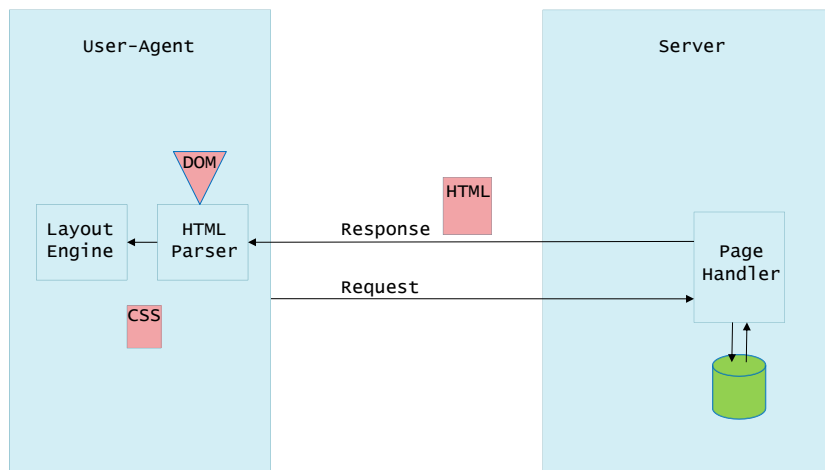 User-Agent
Server
DOM
HTML
Layout
Engine
HTML
Parser
Response
Page
Handler
Request
CSS